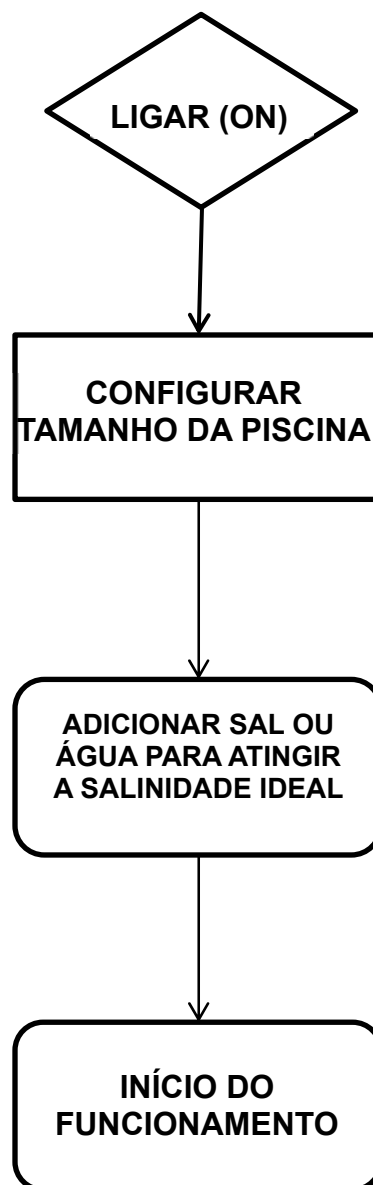 LIGAR (ON)
CONFIGURAR
TAMANHO DA PISCINA
ADICIONAR SAL OU
ÁGUA PARA ATINGIR
A SALINIDADE IDEAL
INÍCIO DO
FUNCIONAMENTO